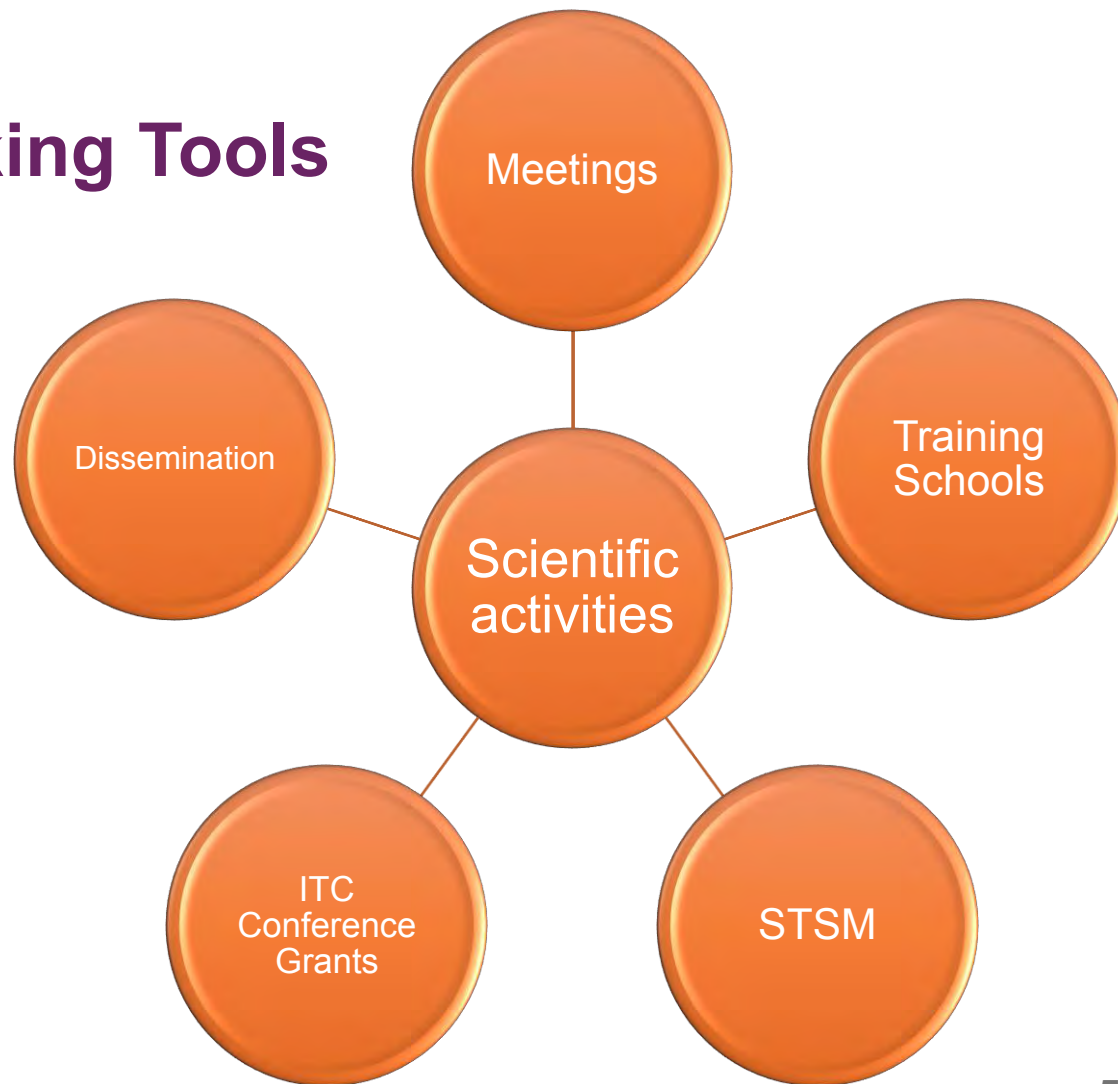 king Tools
Meetings
Training
Schools
Dissemination
Scientific
activities
ITC
Conference
Grants
STSM